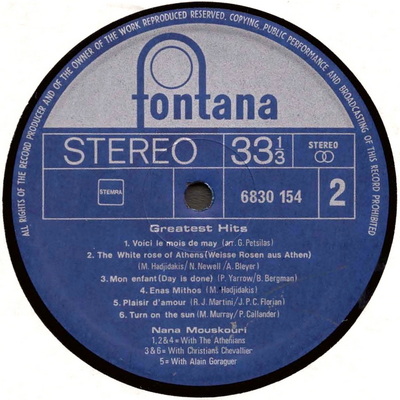 ALL RIGHTS OF THE RECORD PRODUCER AND OF THE OWNER OF THE WORK REPRODUCED RESERVED. COPYING, PUBLIC PERFORMANCE AND BROADCASTING OF THIS RECORD PROHIBITED
fontana
STEREO 33 1/3 STEREO
STEMRA 6830 154 2
Greatest Hits
1. Voici le mois de may (arr. G. Petsilas)
2. The White rose of Athens (Weisse Rosen aus Athen)
(M. Hadjidakis / N. Newell / A. Bleyer)
3. Mon enfant (Day is done) (P. Yarrow / B. Bergman)
4. Enas Mithos (M. Hadjidakis)
5. Plaisir d'amour (R. J. Martini / J. P. C. Florian)
6. Turn on the sun (M. Murray / P. Callander)
Nana Mouskouri
1, 2 & 4 = With The Athenians
3 & 6 = With Christian Chevallier
5 = With Alain Goraguer